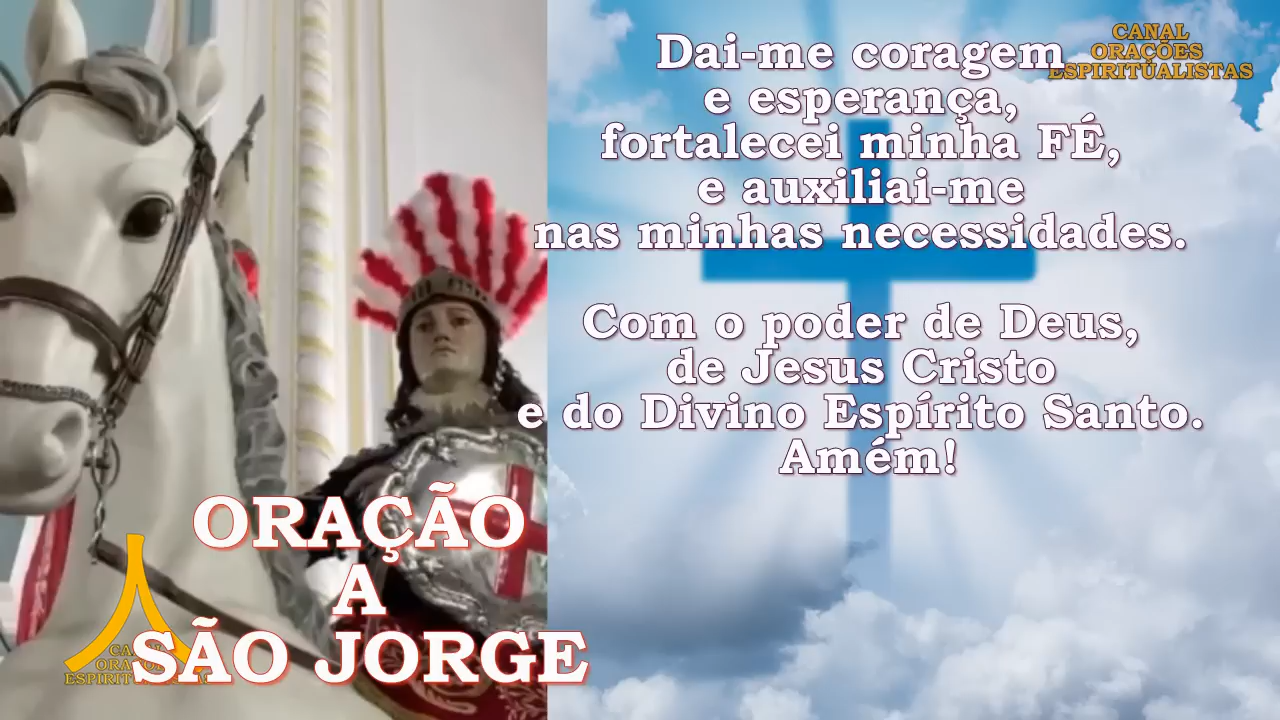 Dai-me coragem
e esperança,
fortalecei minha FÉ,
e auxiliai-me
nas minhas necessidades.
Com o poder de Deus,
de Jesus Cristo
e do Divino Espírito Santo.
Amém!
CANAL
ORAÇÕES
ESPIRITUALISTAS
ORAÇÃO
A
SÃO JORGE